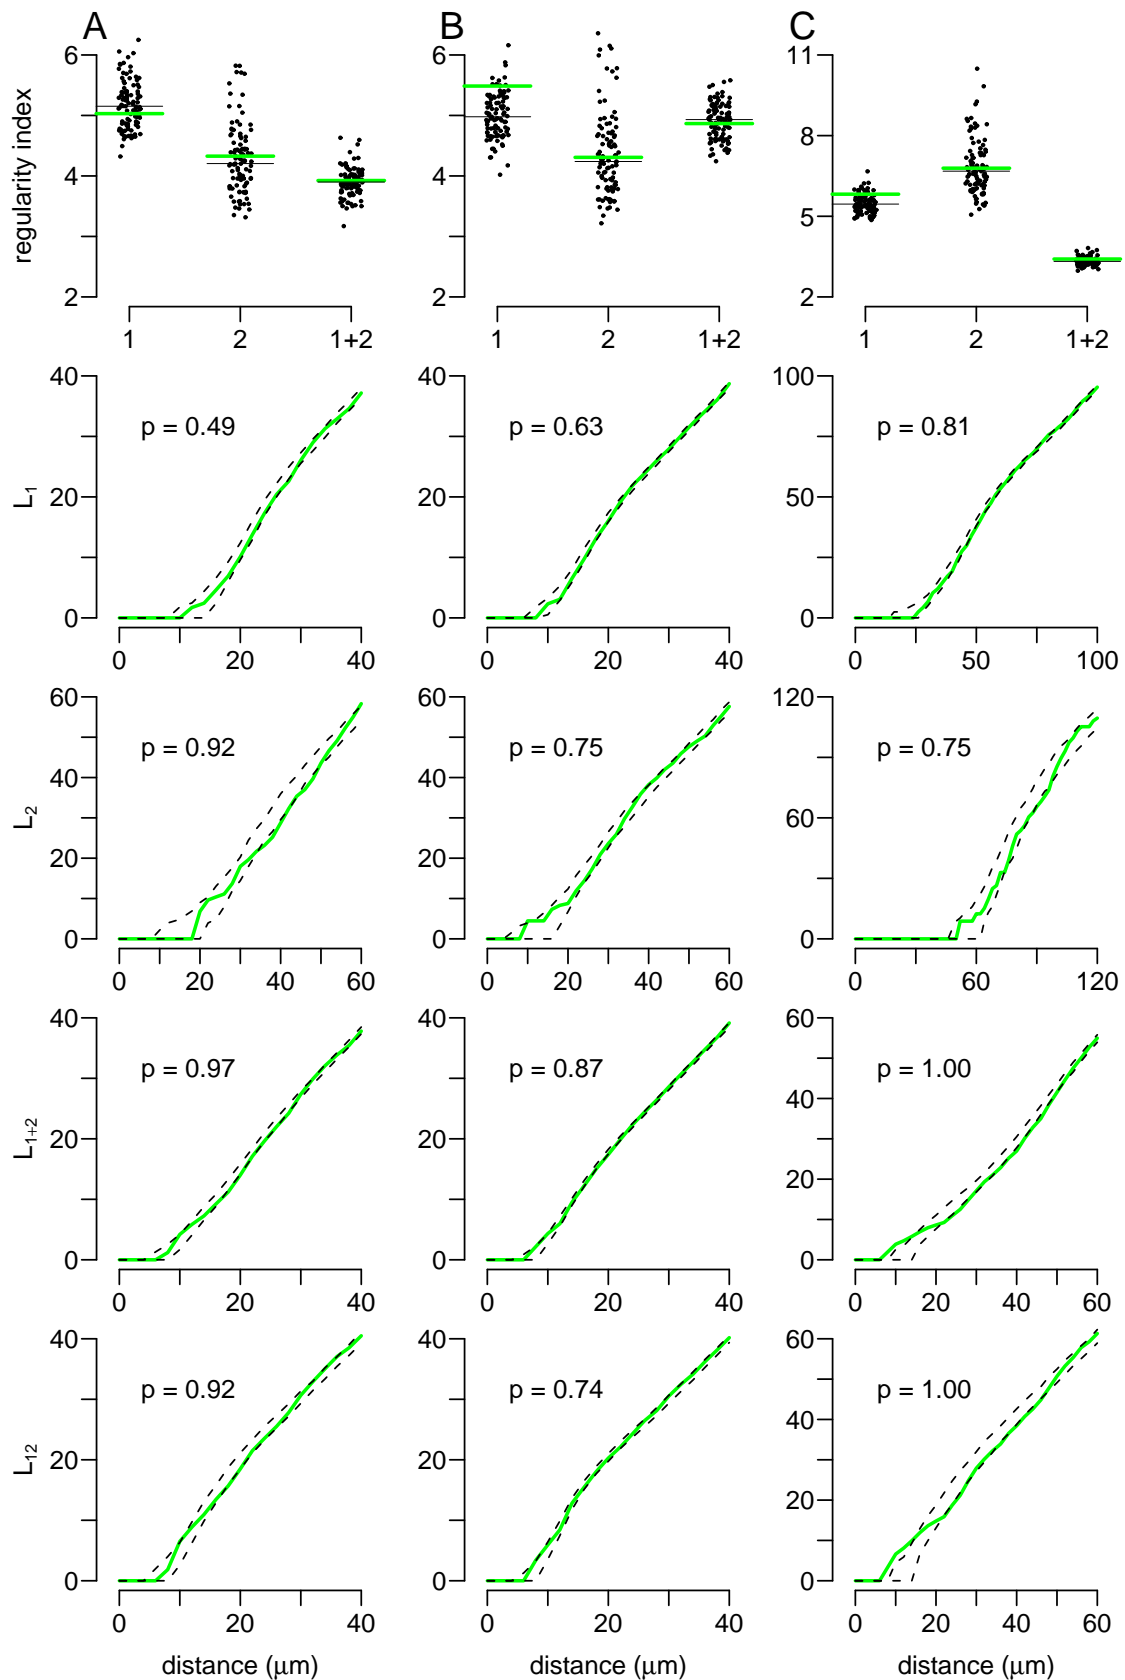 A B C
regularity index
6 4 2
6 4 2
11 8 5 2
1 2 1+2
1 2 1+2
1 2 1+2
L1
40 20 0
p = 0.49
0 20 40
40 20 0
p = 0.63
0 20 40
100 50 0
p = 0.81
0 50 100
L2
60 40 20 0
p = 0.92
0 20 40 60
60 40 20 0
p = 0.75
0 20 40 60
120 60 0
p = 0.75
0 60 120
L1+2
40 20 0
p = 0.97
0 20 40
40 20 0
p = 0.87
0 20 40
60 40 20 0
p = 1.00
0 20 40 60
L12
40 20 0
p = 0.92
0 20 40
40 20 0
p = 0.74
0 20 40
60 40 20 0
p = 1.00
0 20 40 60
distance (μm)
distance (μm)
distance (μm)